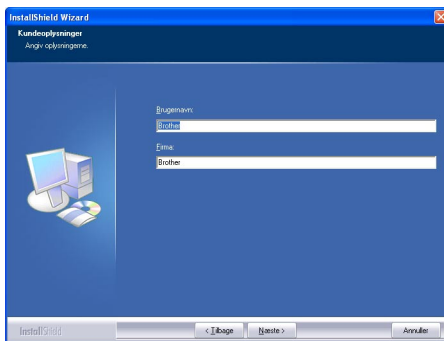 InstallShield Wizard
Kundeoplysninger
Angiv oplysningerne.
Brugernavn:
Brother
Firma:
Brother
InstallShield
< Tilbage
Næste >
Annuller